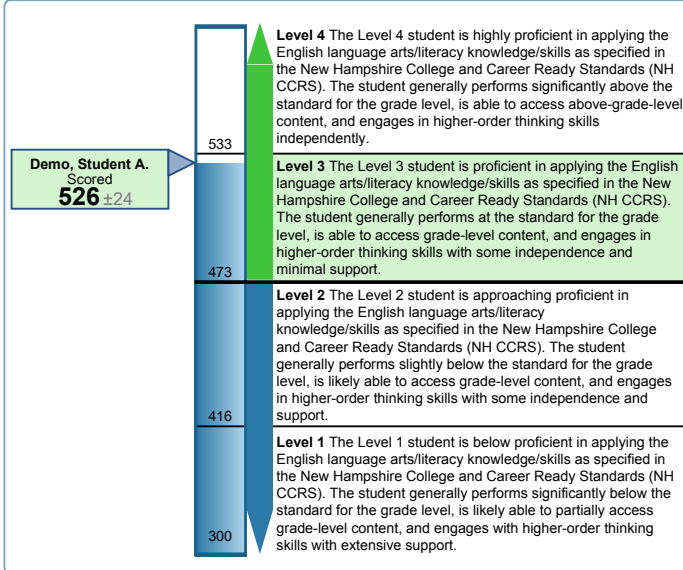 Level 4 The Level 4 student is highly proficient in applying the
English language arts/literacy knowledge/skills as specified in
the New Hampshire College and Career Ready Standards (NH
CCRS). The student generally performs significantly above the
standard for the grade level, is able to access above-grade-level
content, and engages in higher-order thinking skills
independently.
533
Demo, Student A.
Scored
526 ±24
Level 3 The Level 3 student is proficient in applying the English
language arts/literacy knowledge/skills as specified in the New
Hampshire College and Career Ready Standards (NH CCRS).
The student generally performs at the standard for the grade
level, is able to access grade-level content, and engages in
higher-order thinking skills with some independence and
minimal support.
473
Level 2 The Level 2 student is approaching proficient in
applying the English language arts/literacy
knowledge/skills as specified in the New Hampshire College
and Career Ready Standards (NH CCRS). The student
generally performs slightly below the standard for the grade
level, is likely able to access grade-level content, and engages
in higher-order thinking skills with some independence and
support.
416
Level 1 The Level 1 student is below proficient in applying the
English language arts/literacy knowledge/skills as specified in
the New Hampshire College and Career Ready Standards (NH
CCRS). The student generally performs significantly below the
standard for the grade level, is likely able to partially access
grade-level content, and engages with higher-order thinking
skills with extensive support.
300